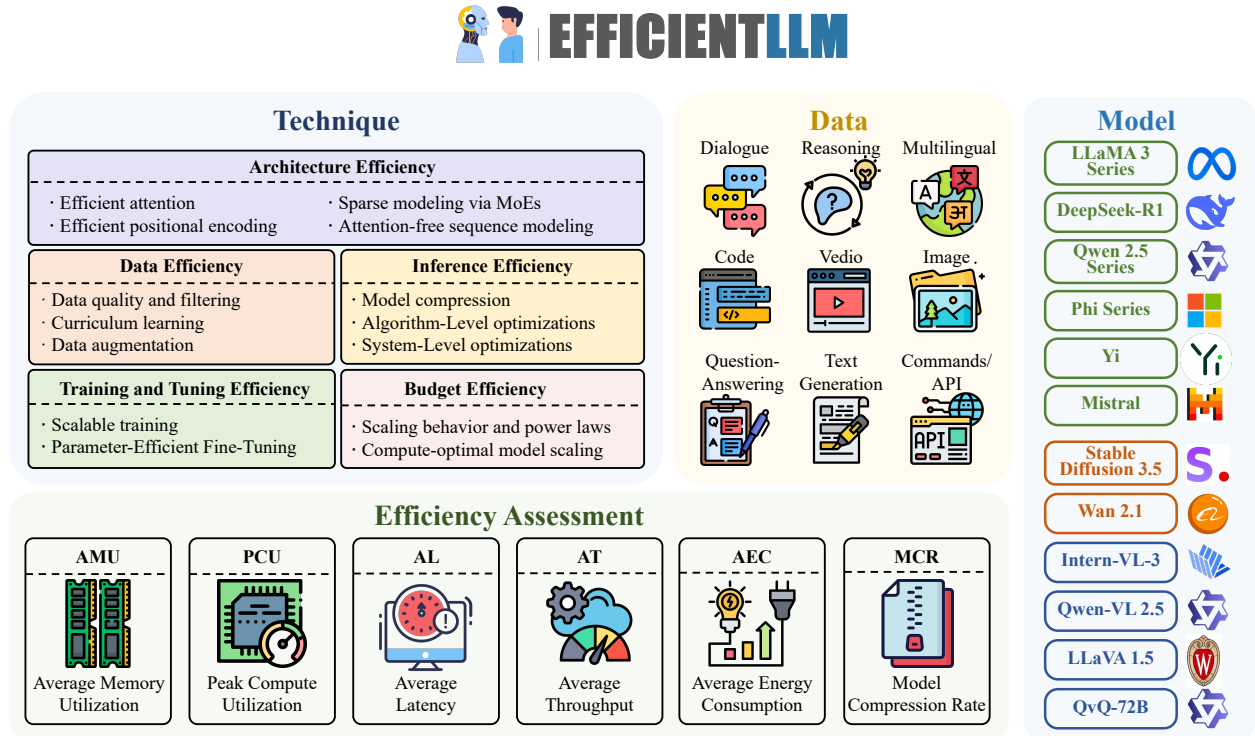 EFFICIENTLLM
Technique
Architecture Efficiency
· Efficient attention
· Efficient positional encoding
· Sparse modeling via MoEs
· Attention-free sequence modeling
Data Efficiency
· Data quality and filtering
· Curriculum learning
· Data augmentation
Inference Efficiency
· Model compression
· Algorithm-Level optimizations
· System-Level optimizations
Training and Tuning Efficiency
· Scalable training
· Parameter-Efficient Fine-Tuning
Budget Efficiency
· Scaling behavior and power laws
· Compute-optimal model scaling
Data
Dialogue
Reasoning
?
Multilingual
A
文
अ
Code
</>
Vedio
Image .
Question-
Answering
Q
A
Text
Generation
Commands/
API
API
Model
LLaMA 3
Series
DeepSeek-R1
Qwen 2.5
Series
Phi Series
Yi
Yi
Mistral
Stable
Diffusion 3.5
S.
Wan 2.1
Intern-VL-3
Qwen-VL 2.5
LLaVA 1.5
W
QvQ-72B
Efficiency Assessment
AMU
Average Memory
Utilization
PCU
Peak Compute
Utilization
AL
!
Average
Latency
AT
Average
Throughput
AEC
Average Energy
Consumption
MCR
Model
Compression Rate